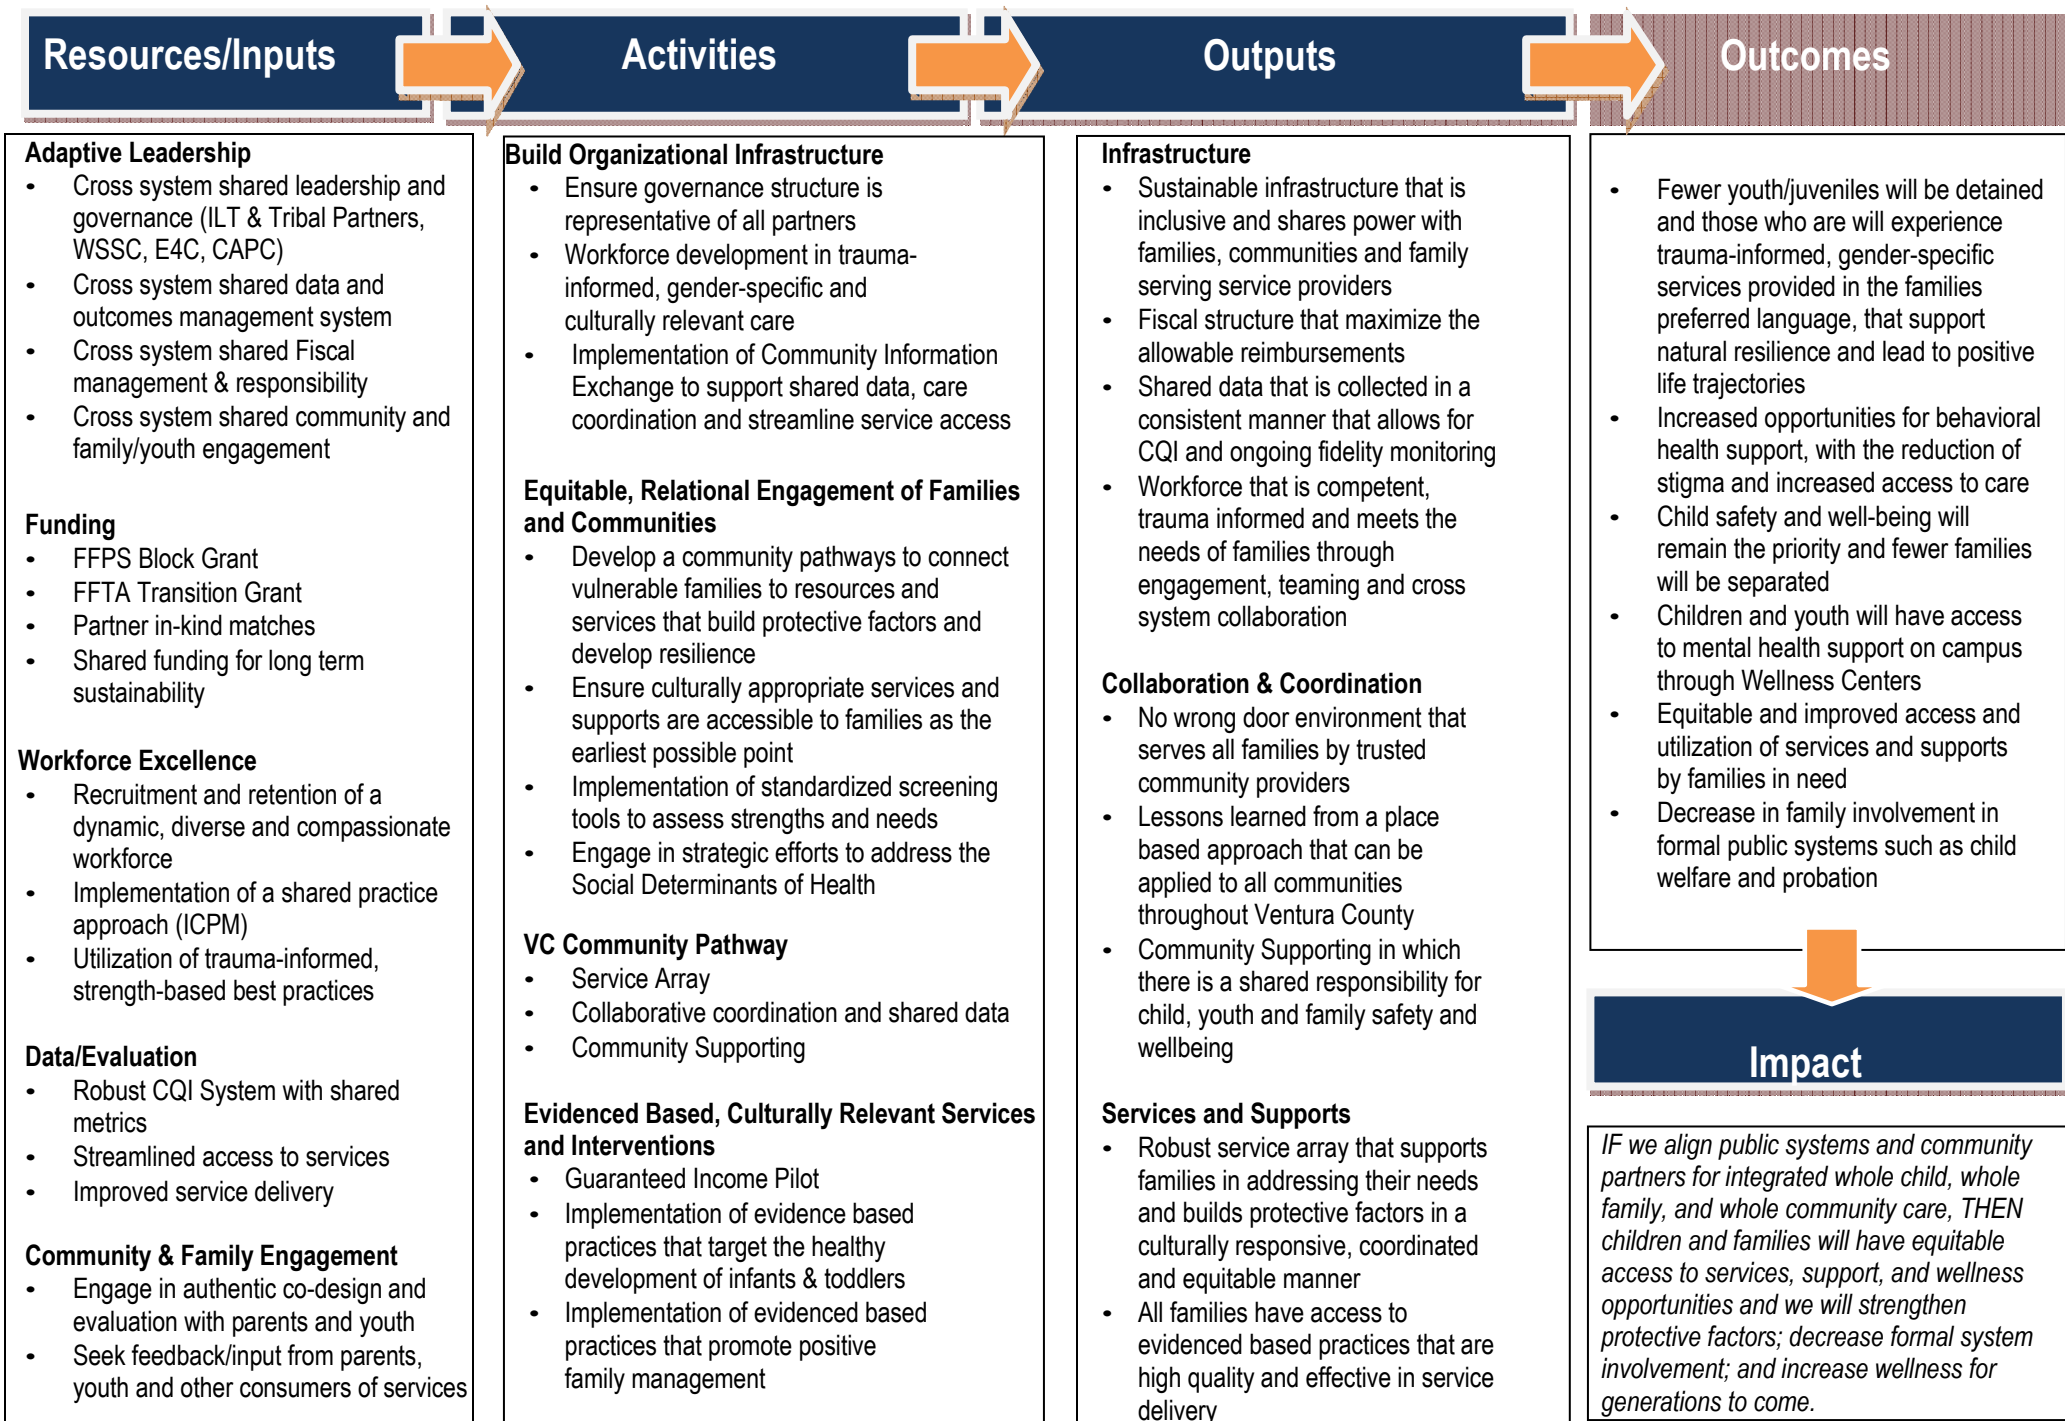 Resources/Inputs
Activities
Outputs
Outcomes
Adaptive Leadership
• Cross system shared leadership and
governance (ILT & Tribal Partners,
WSSC, E4C, CAPC)
• Cross system shared data and
outcomes management system
• Cross system shared Fiscal
management & responsibility
• Cross system shared community and
family/youth engagement
Funding
• FFPS Block Grant
• FFTA Transition Grant
• Partner in-kind matches
• Shared funding for long term
sustainability
Workforce Excellence
• Recruitment and retention of a
dynamic, diverse and compassionate
workforce
• Implementation of a shared practice
approach (ICPM)
• Utilization of trauma-informed,
strength-based best practices
Data/Evaluation
• Robust CQI System with shared
metrics
• Streamlined access to services
• Improved service delivery
Community & Family Engagement
• Engage in authentic co-design and
evaluation with parents and youth
• Seek feedback/input from parents,
youth and other consumers of services
Build Organizational Infrastructure
• Ensure governance structure is
representative of all partners
• Workforce development in trauma-
informed, gender-specific and
culturally relevant care
• Implementation of Community Information
Exchange to support shared data, care
coordination and streamline service access
Equitable, Relational Engagement of Families
and Communities
• Develop a community pathways to connect
vulnerable families to resources and
services that build protective factors and
develop resilience
• Ensure culturally appropriate services and
supports are accessible to families as the
earliest possible point
• Implementation of standardized screening
tools to assess strengths and needs
• Engage in strategic efforts to address the
Social Determinants of Health
VC Community Pathway
• Service Array
• Collaborative coordination and shared data
• Community Supporting
Evidenced Based, Culturally Relevant Services
and Interventions
• Guaranteed Income Pilot
• Implementation of evidence based
practices that target the healthy
development of infants & toddlers
• Implementation of evidenced based
practices that promote positive
family management
Infrastructure
• Sustainable infrastructure that is
inclusive and shares power with
families, communities and family
serving service providers
• Fiscal structure that maximize the
allowable reimbursements
• Shared data that is collected in a
consistent manner that allows for
CQI and ongoing fidelity monitoring
• Workforce that is competent,
trauma informed and meets the
needs of families through
engagement, teaming and cross
system collaboration
Collaboration & Coordination
• No wrong door environment that
serves all families by trusted
community providers
• Lessons learned from a place
based approach that can be
applied to all communities
throughout Ventura County
• Community Supporting in which
there is a shared responsibility for
child, youth and family safety and
wellbeing
Services and Supports
• Robust service array that supports
families in addressing their needs
and builds protective factors in a
culturally responsive, coordinated
and equitable manner
• All families have access to
evidenced based practices that are
high quality and effective in service
delivery
• Fewer youth/juveniles will be detained
and those who are will experience
trauma-informed, gender-specific
services provided in the families
preferred language, that support
natural resilience and lead to positive
life trajectories
• Increased opportunities for behavioral
health support, with the reduction of
stigma and increased access to care
• Child safety and well-being will
remain the priority and fewer families
will be separated
• Children and youth will have access
to mental health support on campus
through Wellness Centers
• Equitable and improved access and
utilization of services and supports
by families in need
• Decrease in family involvement in
formal public systems such as child
welfare and probation
Impact
IF we align public systems and community
partners for integrated whole child, whole
family, and whole community care, THEN
children and families will have equitable
access to services, support, and wellness
opportunities and we will strengthen
protective factors; decrease formal system
involvement; and increase wellness for
generations to come.